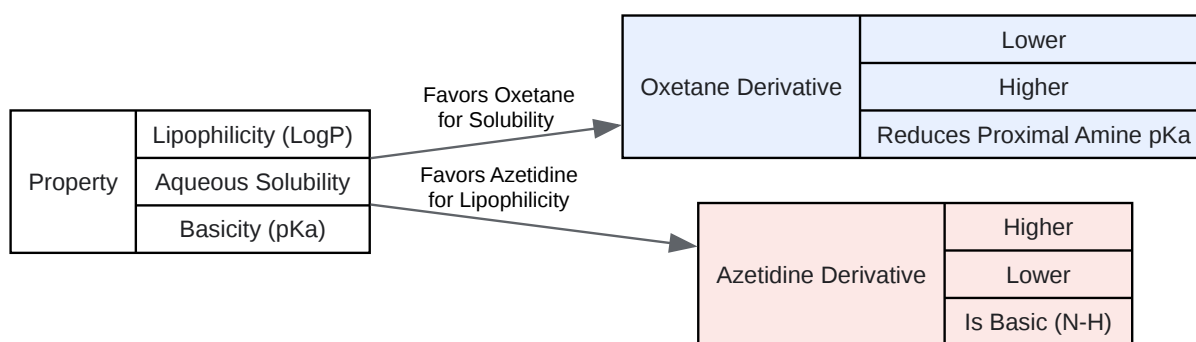 Property
Lipophilicity (LogP)
Aqueous Solubility
Basicity (pKa)
Favors Oxetane
for Solubility
Favors Azetidine
for Lipophilicity
Oxetane Derivative
Lower
Higher
Reduces Proximal Amine pKa
Azetidine Derivative
Higher
Lower
Is Basic (N-H)